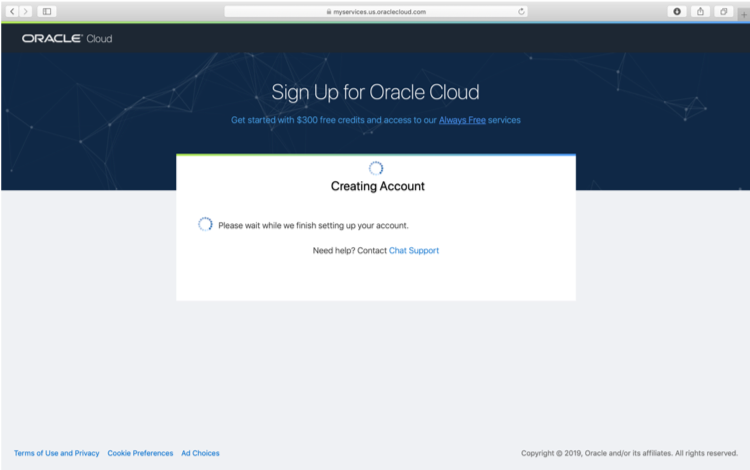 myservices.us.oraclecloud.com
ORACLE® Cloud
Sign Up for Oracle Cloud
Get started with $300 free credits and access to our Always Free services
Creating Account
Please wait while we finish setting up your account.
Need help? Contact Chat Support
Terms of Use and Privacy Cookie Preferences Ad Choices
Copyright © 2019, Oracle and/or its affiliates. All rights reserved.